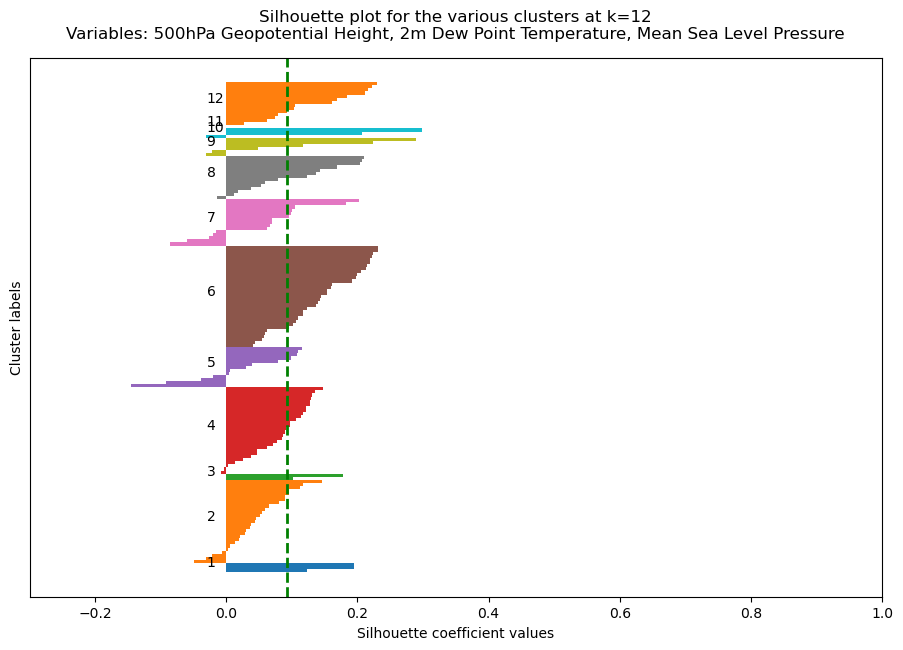 Silhouette plot for the various clusters at k=12
Variables: 500hPa Geopotential Height, 2m Dew Point Temperature, Mean Sea Level Pressure
Cluster labels
12
11
10
9
8
7
6
5
4
3
2
1
−0.2 0.0 0.2 0.4 0.6 0.8 1.0
Silhouette coefficient values